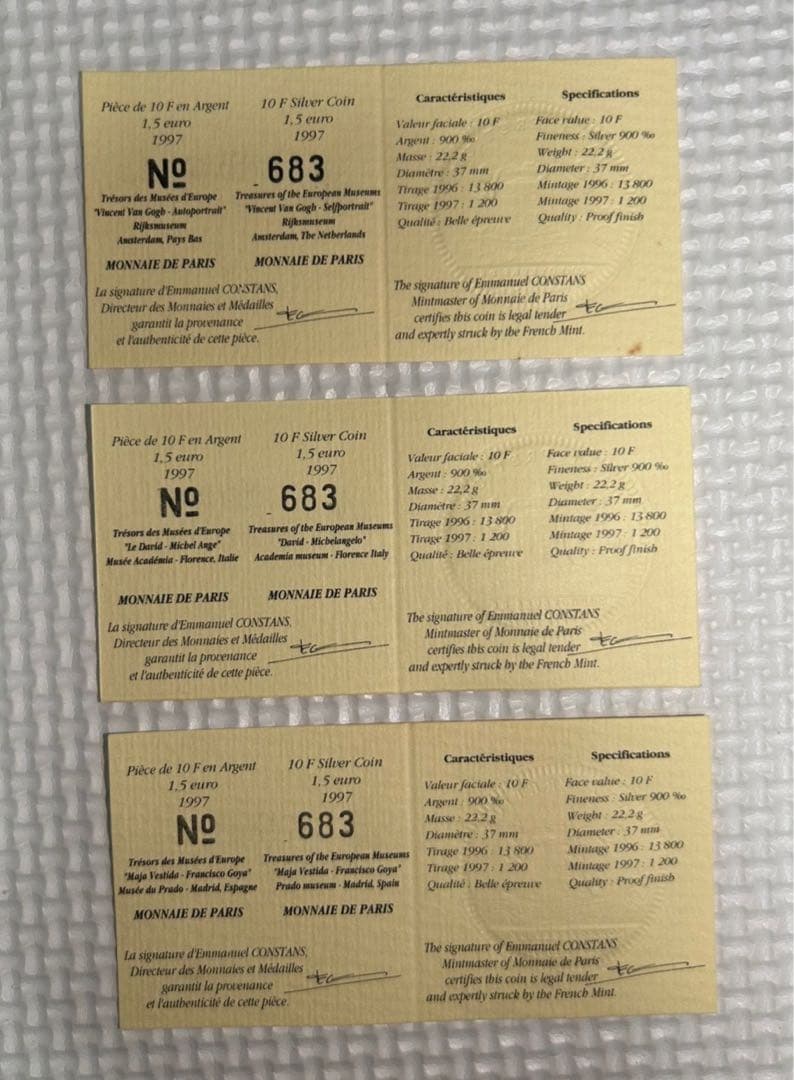 Pièce de 10 F en Argent
1,5 euro
1997
Nº
Trésors des Musées d'Europe
"Vincent Van Gogh - Autoportrait"
Rijksmuseum
Amsterdam, Pays Bas
MONNAIE DE PARIS
La signature d'Emmanuel CONSTANS,
Directeur des Monnaies et Médailles
garantit la provenance
et l'authenticité de cette pièce.
10 F Silver Coin
1,5 euro
1997
683
Treasures of the European Museums
"Vincent Van Gogh - Selfportrait"
Rijksmuseum
Amsterdam, The Netherlands
MONNAIE DE PARIS
Caractéristiques
Valeur faciale : 10 F
Argent : 900 ‰
Masse : 22,2 g
Diamètre : 37 mm
Tirage 1996 : 13 800
Tirage 1997 : 1 200
Qualité : Belle épreuve
Specifications
Face value : 10 F
Fineness : Silver 900 ‰
Weight : 22,2 g
Diameter : 37 mm
Mintage 1996 : 13 800
Mintage 1997 : 1 200
Quality : Proof finish
The signature of Emmanuel CONSTANS
Mintmaster of Monnaie de Paris
certifies this coin is legal tender
and expertly struck by the French Mint.
Pièce de 10 F en Argent
1,5 euro
1997
Nº
Trésors des Musées d'Europe
"Le David - Michel Ange"
Musée Académia - Florence, Italie
MONNAIE DE PARIS
La signature d'Emmanuel CONSTANS,
Directeur des Monnaies et Médailles
garantit la provenance
et l'authenticité de cette pièce.
10 F Silver Coin
1,5 euro
1997
683
Treasures of the European Museums
"David - Michelangelo"
Academia museum - Florence Italy
MONNAIE DE PARIS
Caractéristiques
Valeur faciale : 10 F
Argent : 900 ‰
Masse : 22,2 g
Diamètre : 37 mm
Tirage 1996 : 13 800
Tirage 1997 : 1 200
Qualité : Belle épreuve
Specifications
Face value : 10 F
Fineness : Silver 900 ‰
Weight : 22,2 g
Diameter : 37 mm
Mintage 1996 : 13 800
Mintage 1997 : 1 200
Quality : Proof finish
The signature of Emmanuel CONSTANS
Mintmaster of Monnaie de Paris
certifies this coin is legal tender
and expertly struck by the French Mint.
Pièce de 10 F en Argent
1,5 euro
1997
Nº
Trésors des Musées d'Europe
"Maja Vestida - Francisco Goya"
Musée du Prado - Madrid, Espagne
MONNAIE DE PARIS
La signature d'Emmanuel CONSTANS,
Directeur des Monnaies et Médailles
garantit la provenance
et l'authenticité de cette pièce.
10 F Silver Coin
1,5 euro
1997
683
Treasures of the European Museums
"Maja Vestida - Francisco Goya"
Prado museum - Madrid, Spain
MONNAIE DE PARIS
Caractéristiques
Valeur faciale : 10 F
Argent : 900 ‰
Masse : 22,2 g
Diamètre : 37 mm
Tirage 1996 : 13 800
Tirage 1997 : 1 200
Qualité : Belle épreuve
Specifications
Face value : 10 F
Fineness : Silver 900 ‰
Weight : 22,2 g
Diameter : 37 mm
Mintage 1996 : 13 800
Mintage 1997 : 1 200
Quality : Proof finish
The signature of Emmanuel CONSTANS
Mintmaster of Monnaie de Paris
certifies this coin is legal tender
and expertly struck by the French Mint.